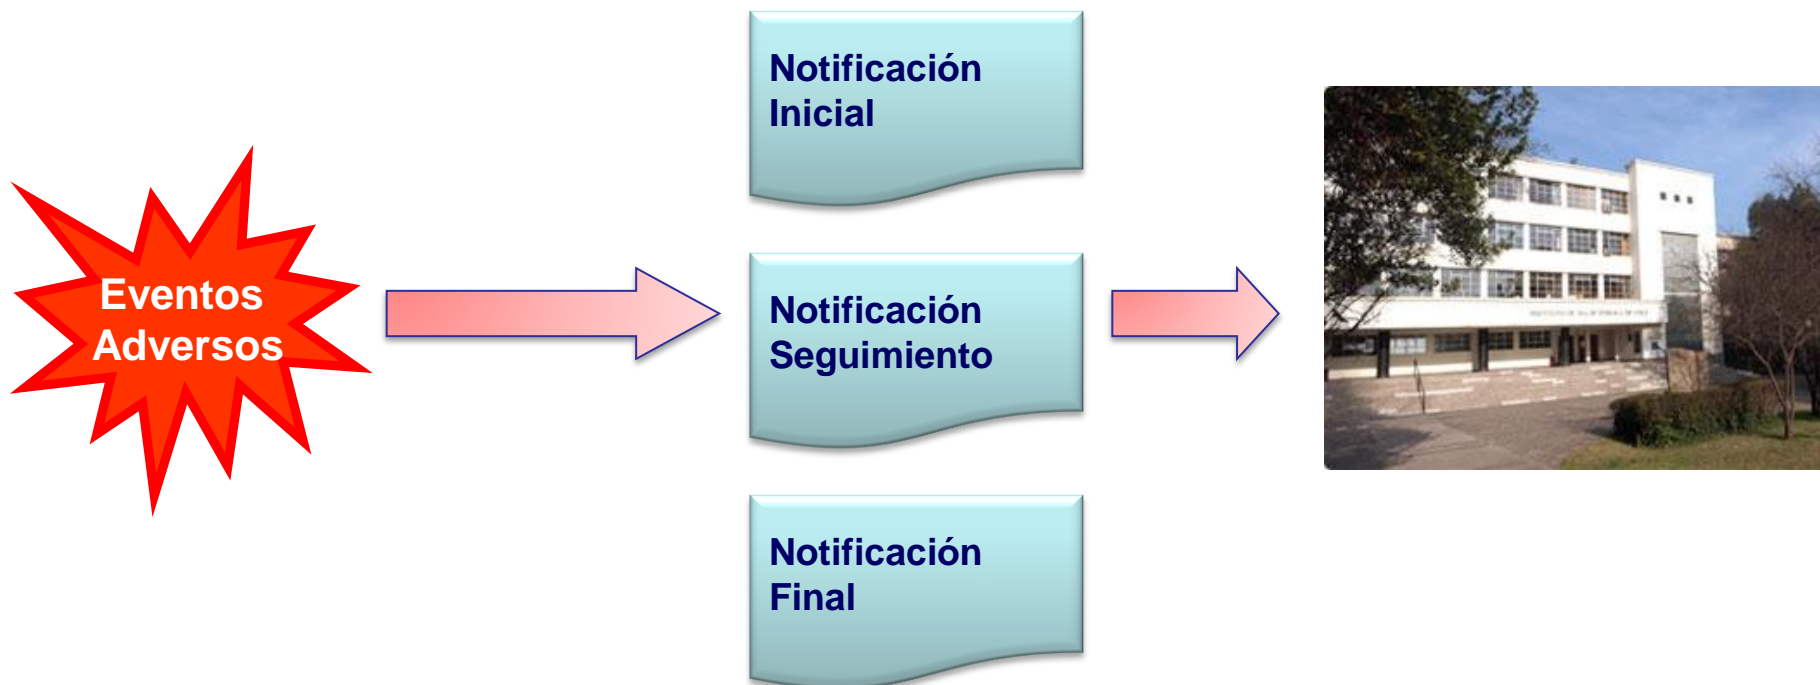 Notificación
Inicial
Eventos
Adversos
Notificación
Seguimiento
Notificación
Final